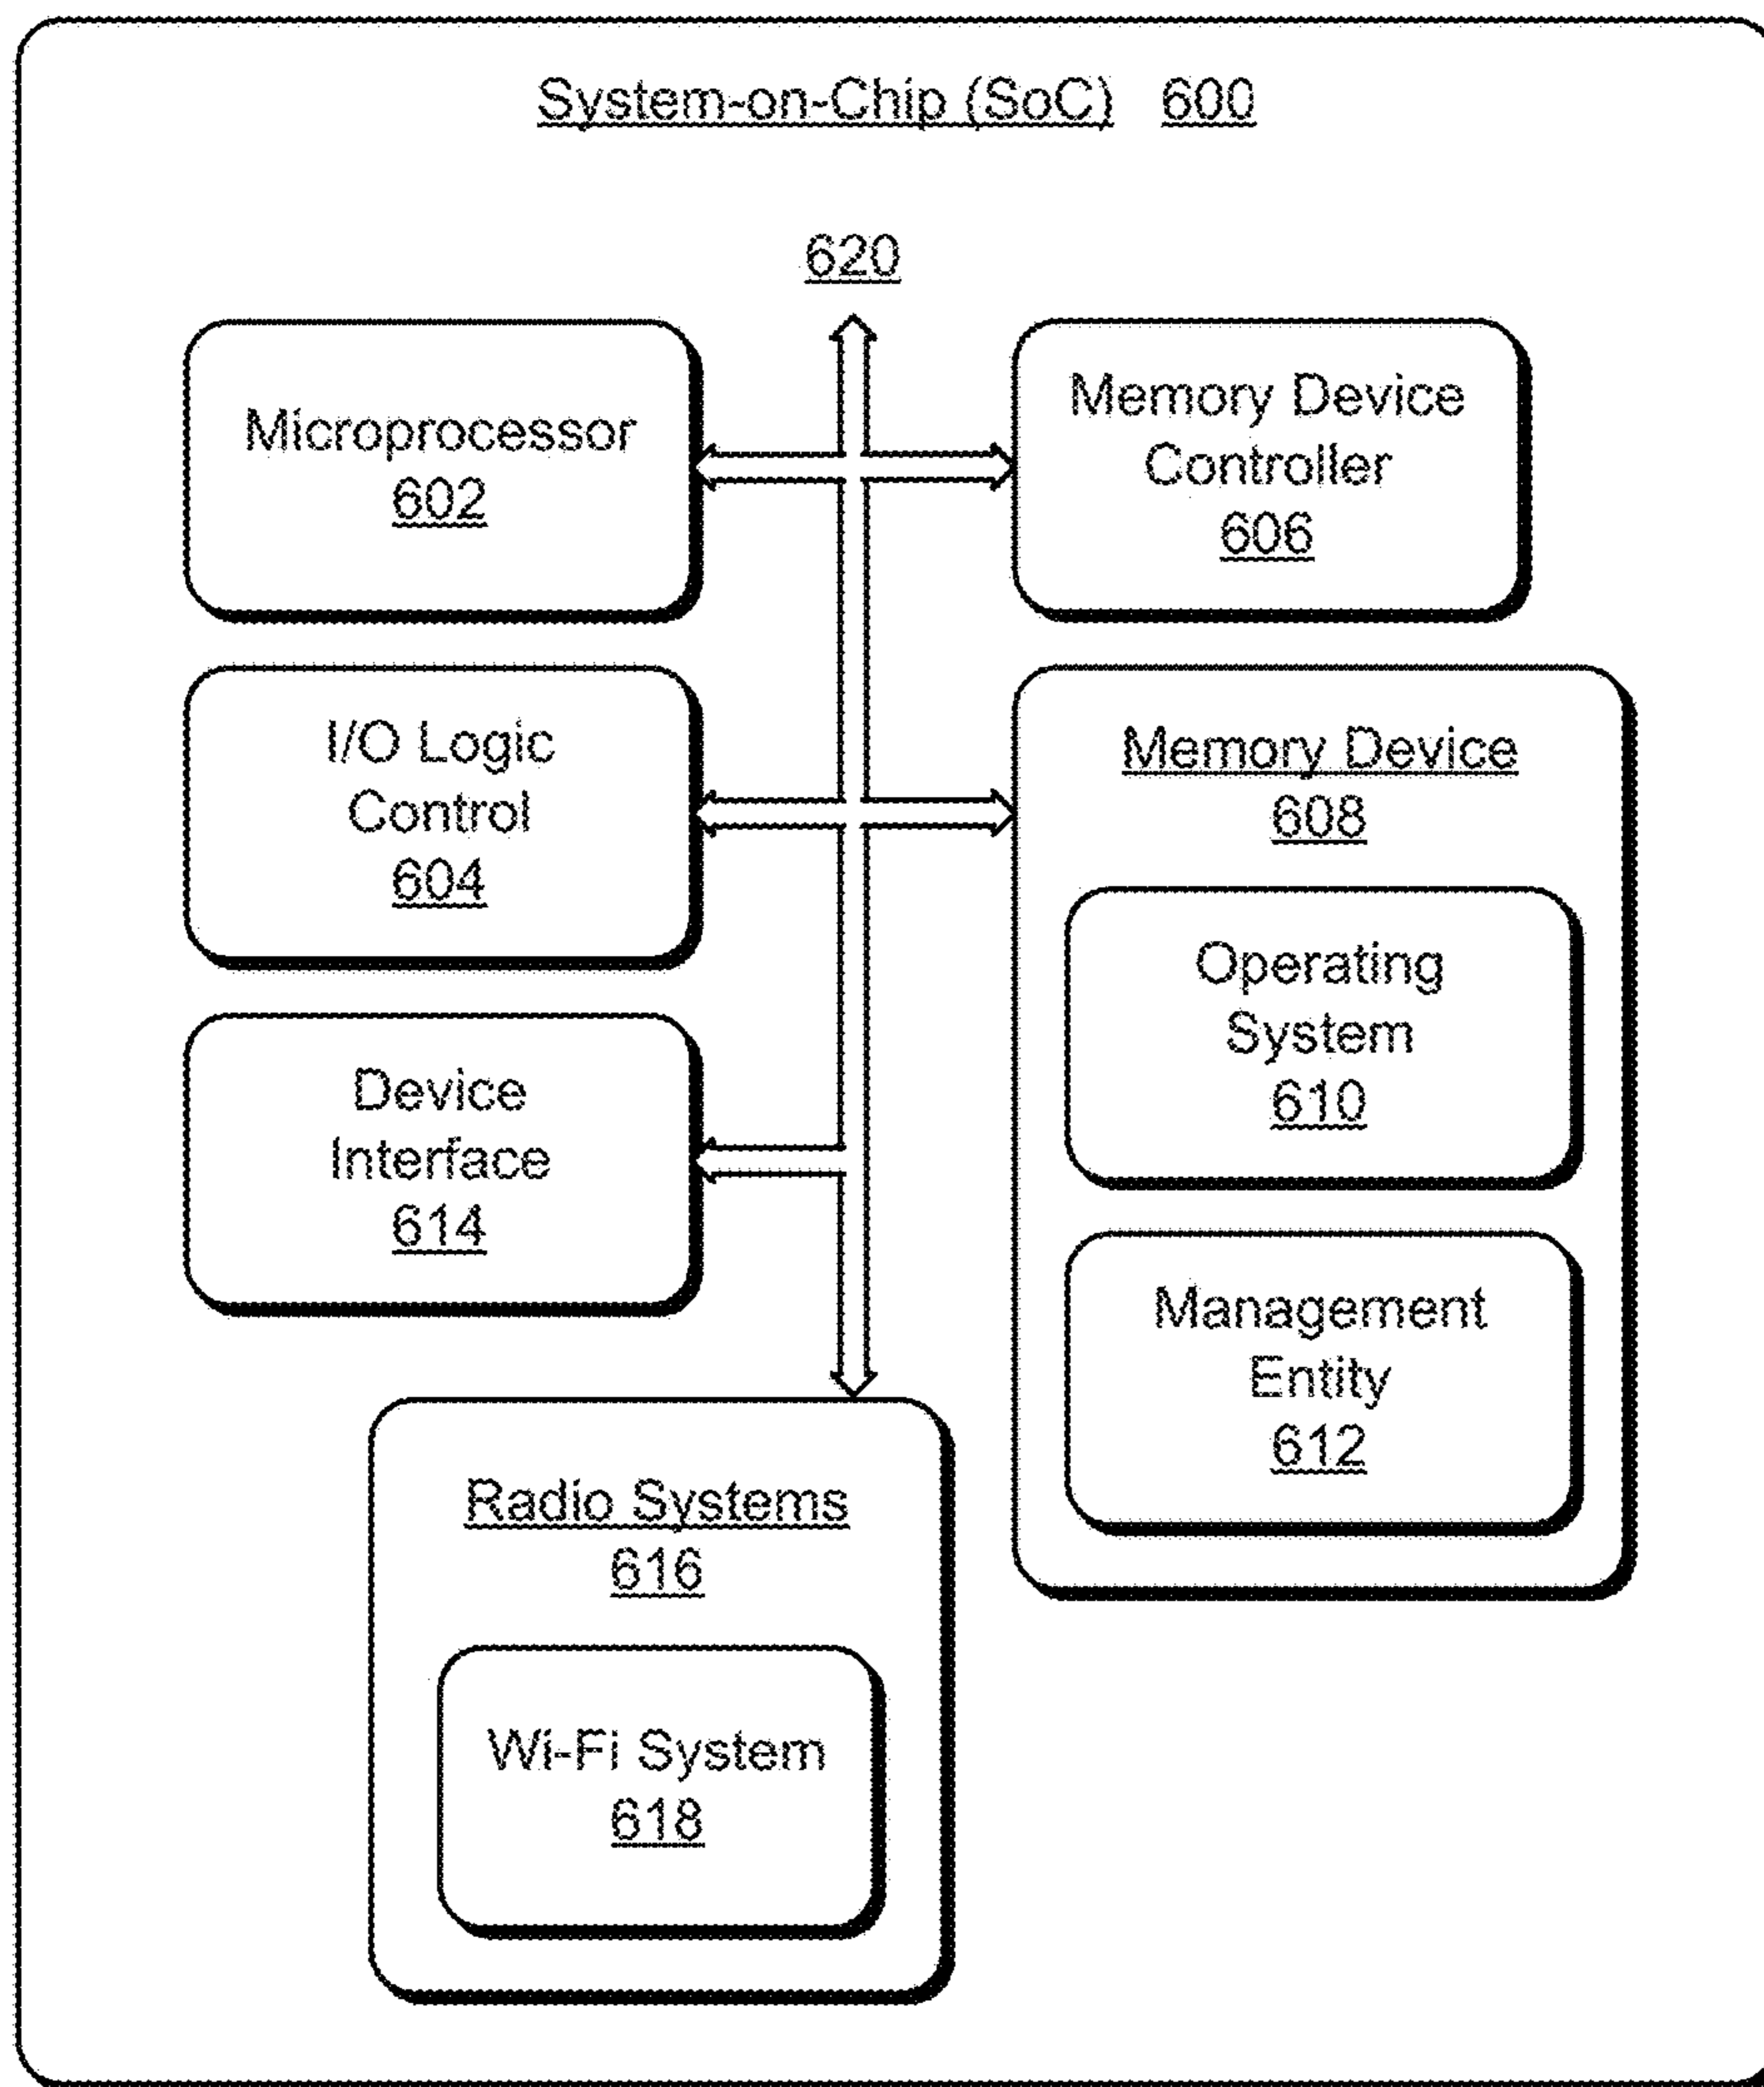 System-on-Chip (SoC) 600
620
Microprocessor
602
Memory Device
Controller
606
I/O Logic
Control
604
Memory Device
608
Operating
System
610
Device
Interface
614
Management
Entity
612
Radio Systems
616
Wi-Fi System
618